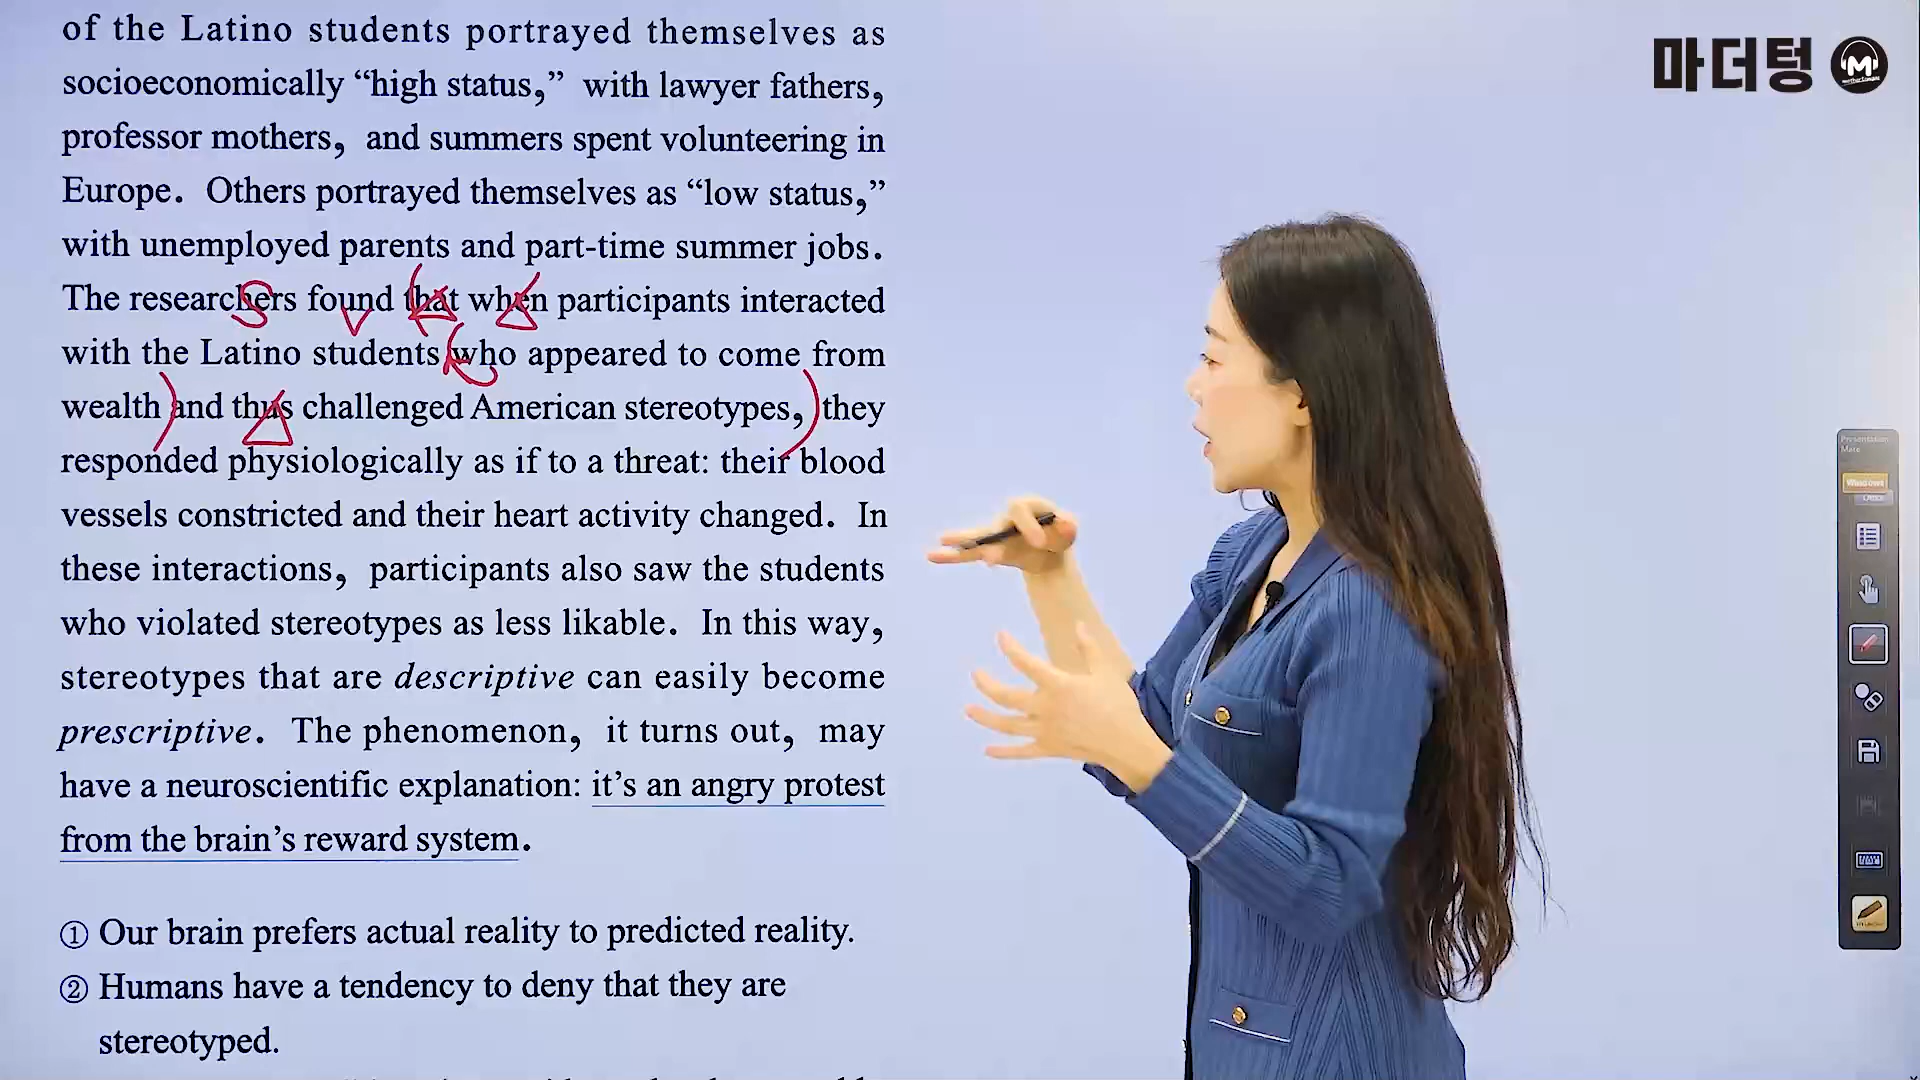 of the Latino students portrayed themselves as
socioeconomically “high status,” with lawyer fathers,
professor mothers, and summers spent volunteering in
Europe. Others portrayed themselves as “low status,”
with unemployed parents and part-time summer jobs.
The researchers found that when participants interacted
with the Latino students who appeared to come from
wealth and thus challenged American stereotypes, they
responded physiologically as if to a threat: their blood
vessels constricted and their heart activity changed. In
these interactions, participants also saw the students
who violated stereotypes as less likable. In this way,
stereotypes that are descriptive can easily become
prescriptive. The phenomenon, it turns out, may
have a neuroscientific explanation: it’s an angry protest
from the brain’s reward system.
① Our brain prefers actual reality to predicted reality.
② Humans have a tendency to deny that they are
stereotyped.
S
V
마더텅
M
Presentation
Mate
Windows